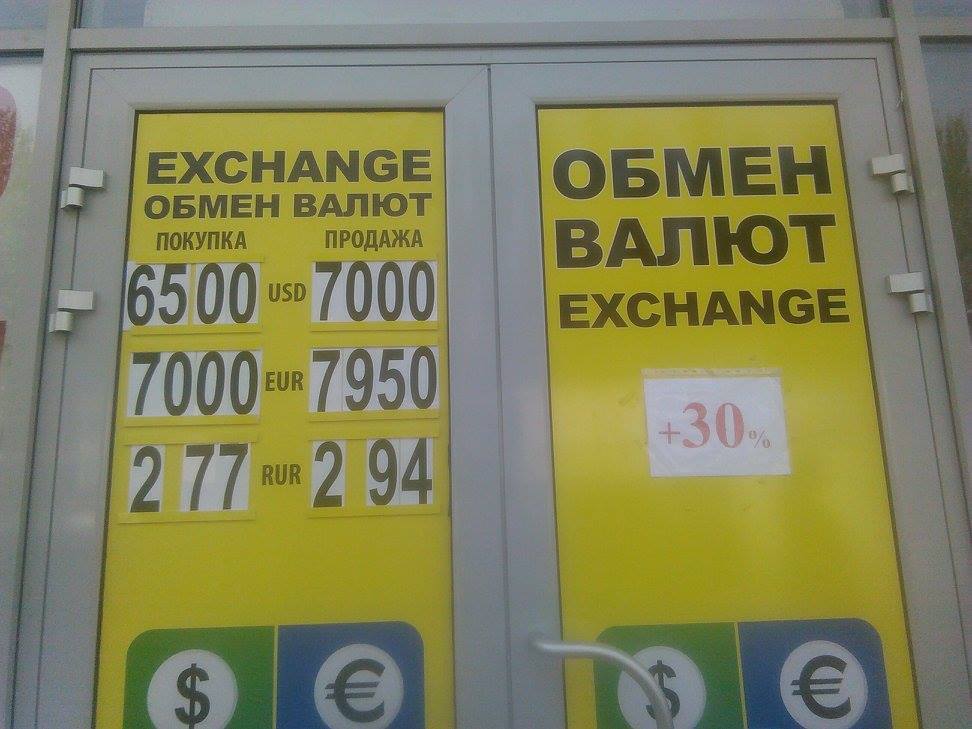 EXCHANGE
ОБМЕН ВАЛЮТ
ПОКУПКА ПРОДАЖА
6500 USD 7000
7000 EUR 7950
2 77 RUR 2 94
$ €
ОБМЕН
ВАЛЮТ
EXCHANGE
+30%
$ €